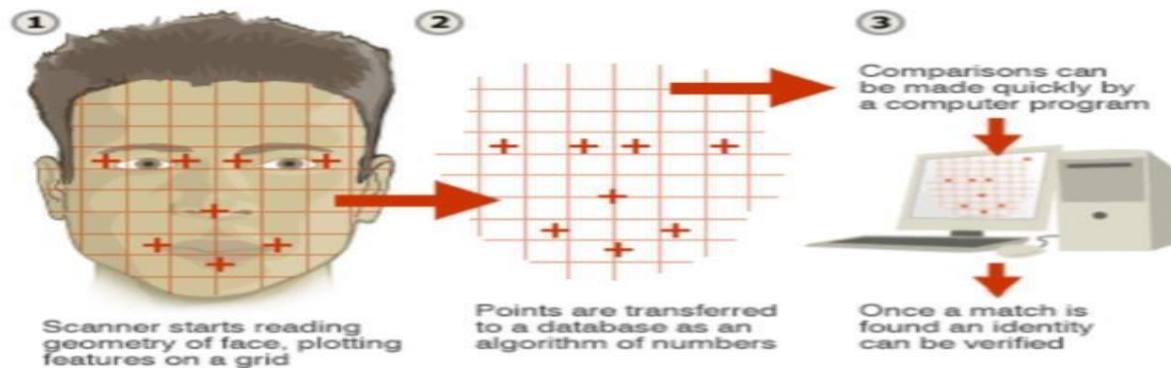 1
2
3
Scanner starts reading
geometry of face, plotting
features on a grid
Points are transferred
to a database as an
algorithm of numbers
Comparisons can
be made quickly by
a computer program
Once a match is
found an identity
can be verified